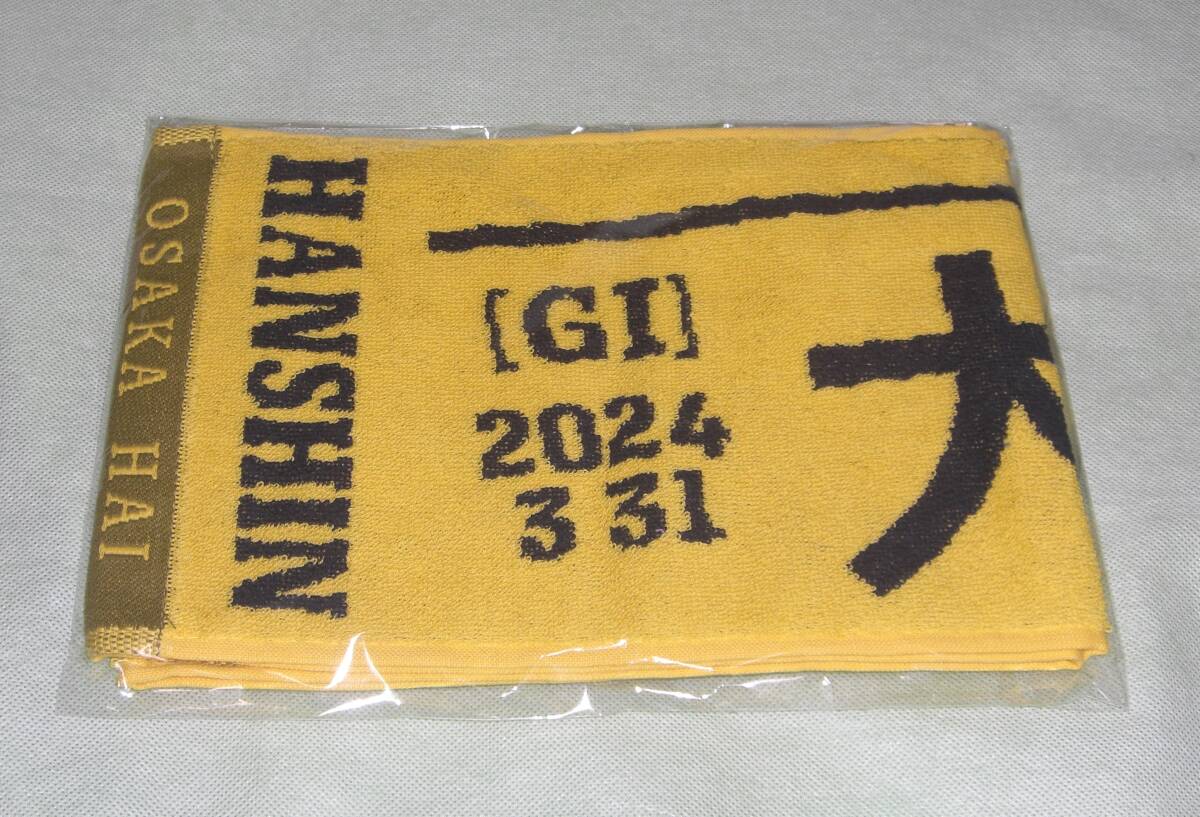 OSAKA HAI
HANSHIN
[GI]
2024
3 31
大